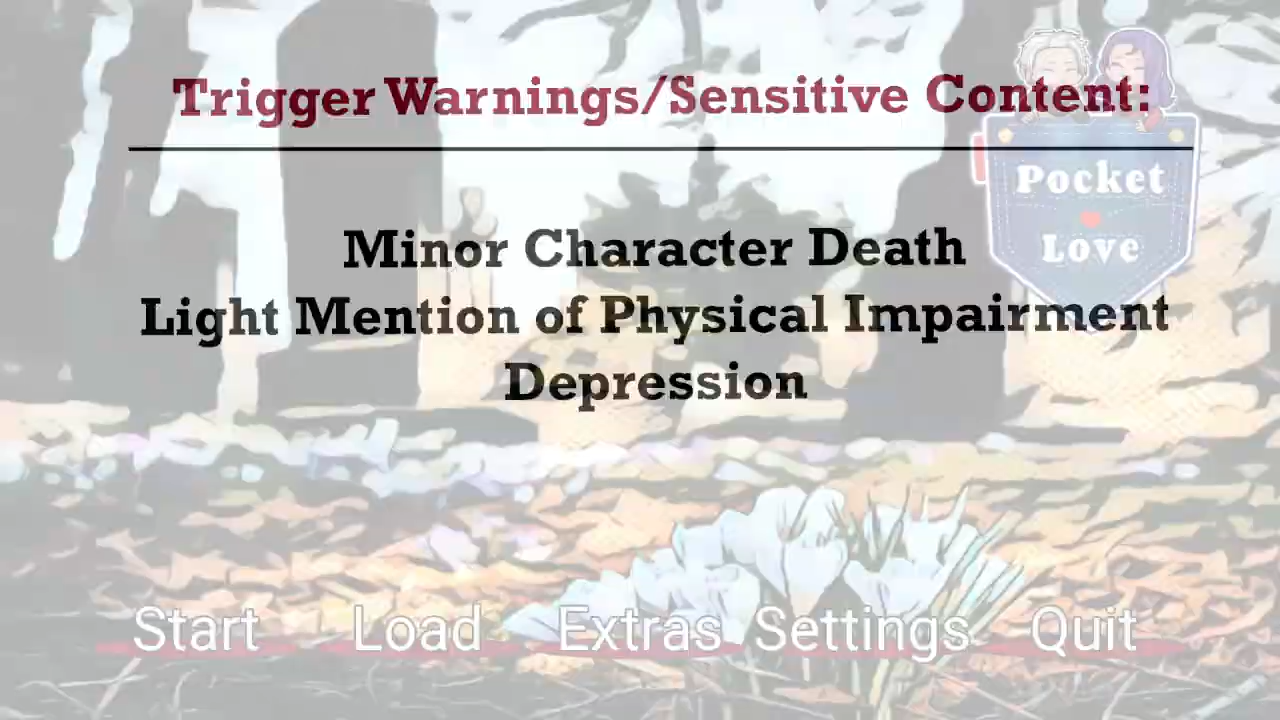 Trigger Warnings/Sensitive Content:
Pocket
Love
Minor Character Death
Light Mention of Physical Impairment
Depression
Start Load Extras Settings Quit